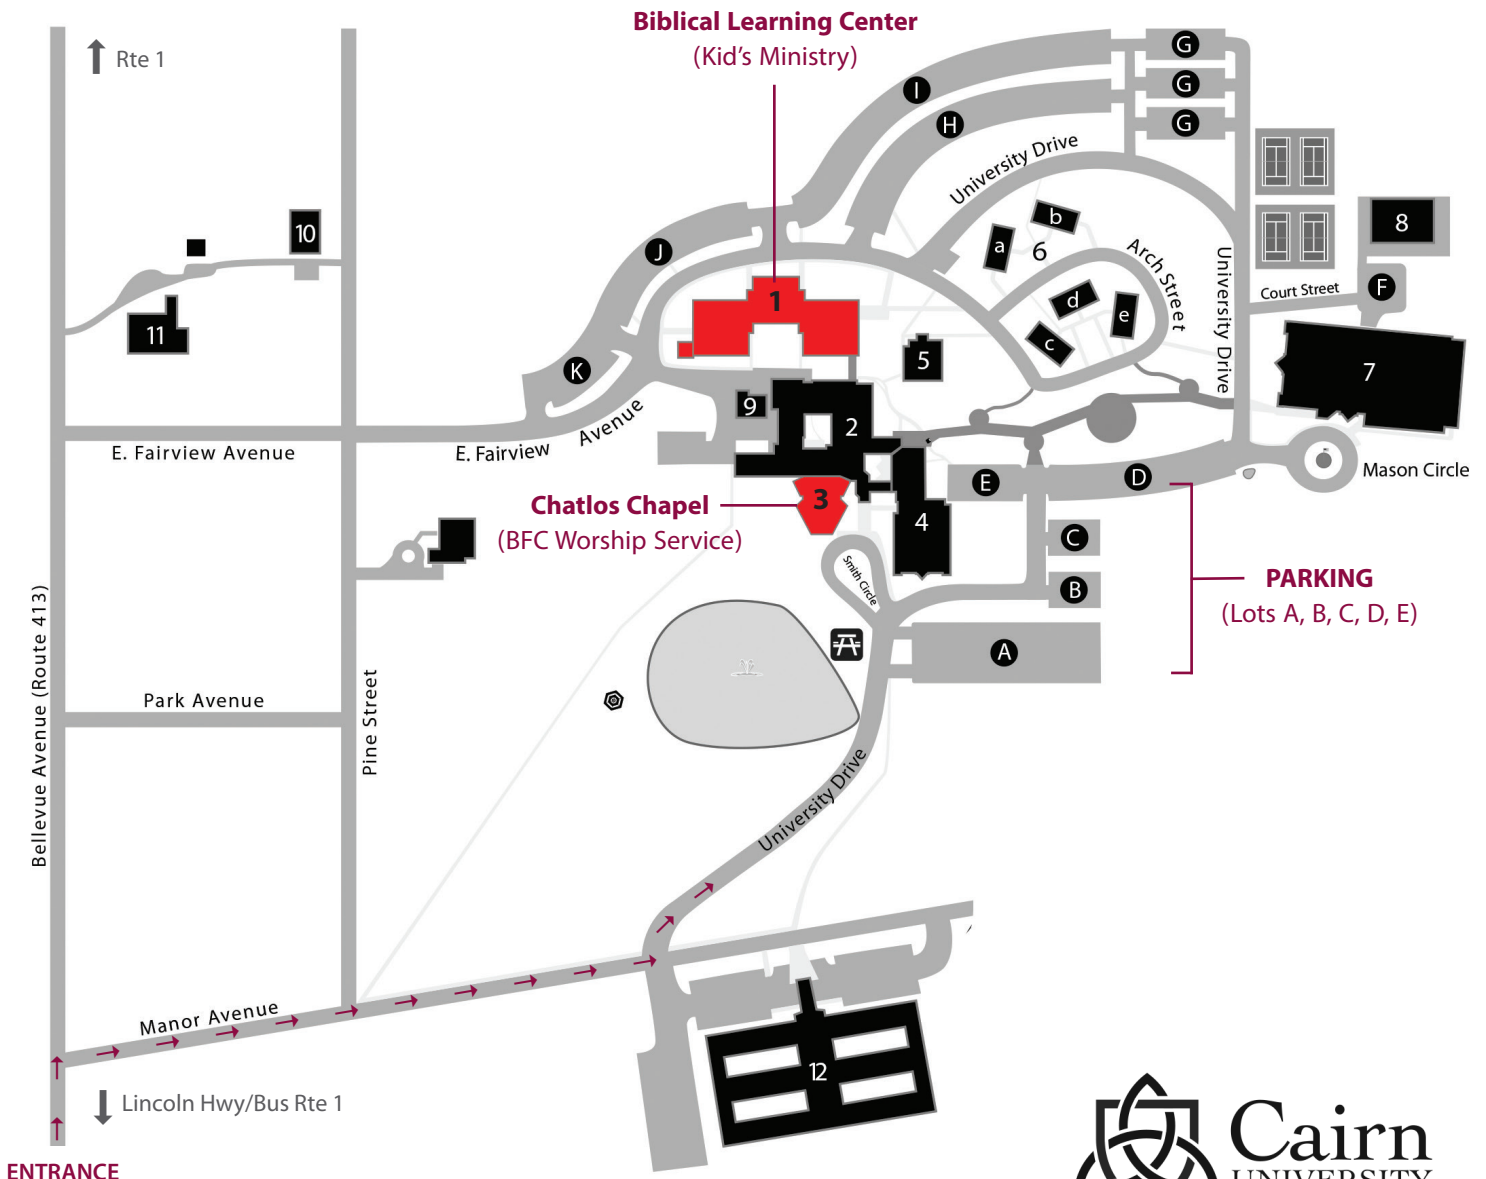 Biblical Learning Center
(Kid's Ministry)
Rte 1
I
H
G
G
G
University Drive
b
a
6
8
10
J
Arch Street
University Drive
Court Street
F
1
d
e
c
11
5
7
K
9
2
E. Fairview Avenue
E. Fairview Avenue
Mason Circle
E
D
Chatlos Chapel
(BFC Worship Service)
3
4
C
Smith Circle
B
PARKING
(Lots A, B, C, D, E)
A
Bellevue Avenue (Route 413)
Park Avenue
Pine Street
University Drive
Manor Avenue
12
Lincoln Hwy/Bus Rte 1
ENTRANCE
Cairn
UNIVERSITY